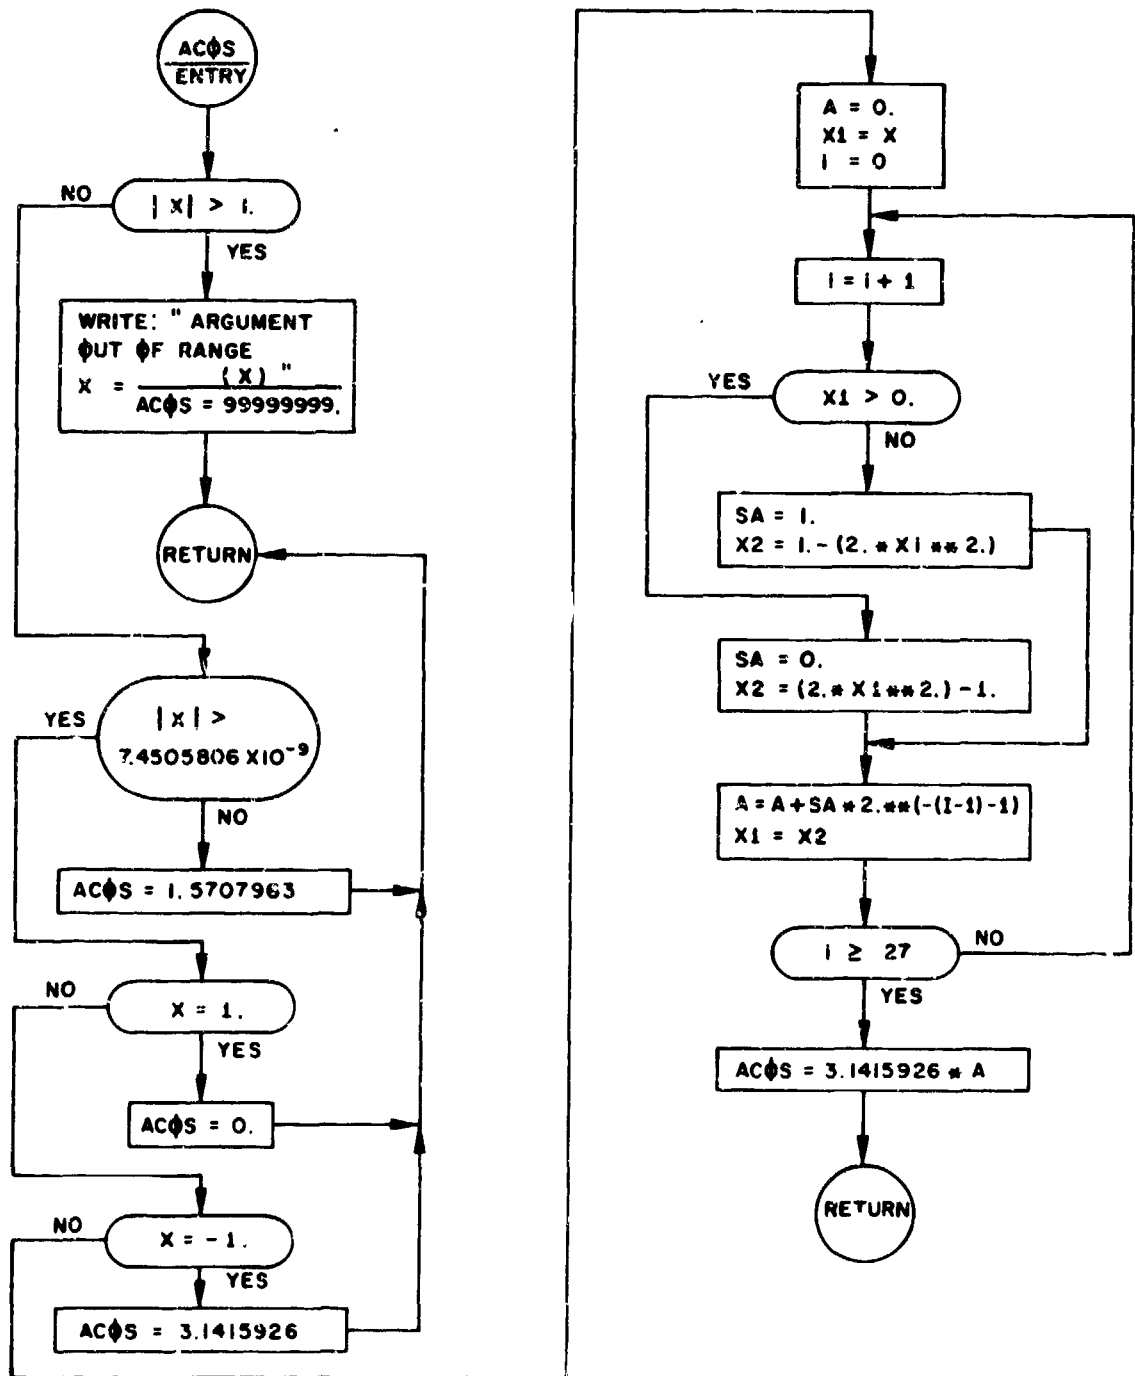 ACϕS
ENTRY
NO
|X| > 1.
YES
WRITE: " ARGUMENT
ϕUT ϕF RANGE
X = (X) "
ACϕS = 99999999.
RETURN
YES
|X| >
7.4505806 X10⁻⁹
NO
ACϕS = 1.5707963
NO
X = 1.
YES
ACϕS = 0.
NO
X = -1.
YES
ACϕS = 3.1415926
A = 0.
X1 = X
i = 0
i = i + 1
YES
X1 > 0.
NO
SA = 1.
X2 = 1.-(2. * X1 ** 2.)
SA = 0.
X2 = (2. * X1 ** 2.) -1.
A = A + SA * 2.**(-(I-1)-1)
X1 = X2
i ≥ 27
NO
YES
ACϕS = 3.1415926 * A
RETURN